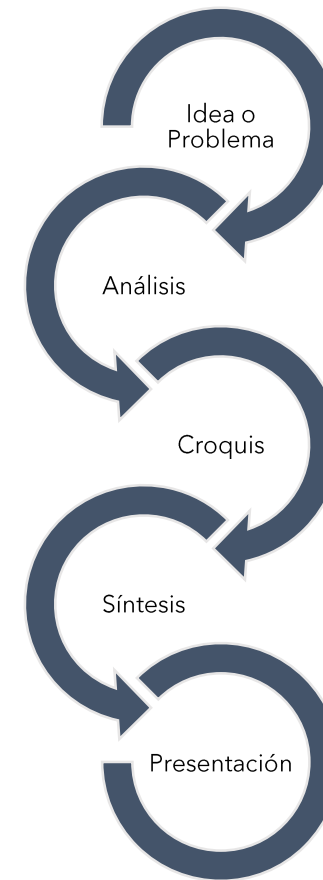 Idea o
Problema
Análisis
Croquis
Síntesis
Presentación